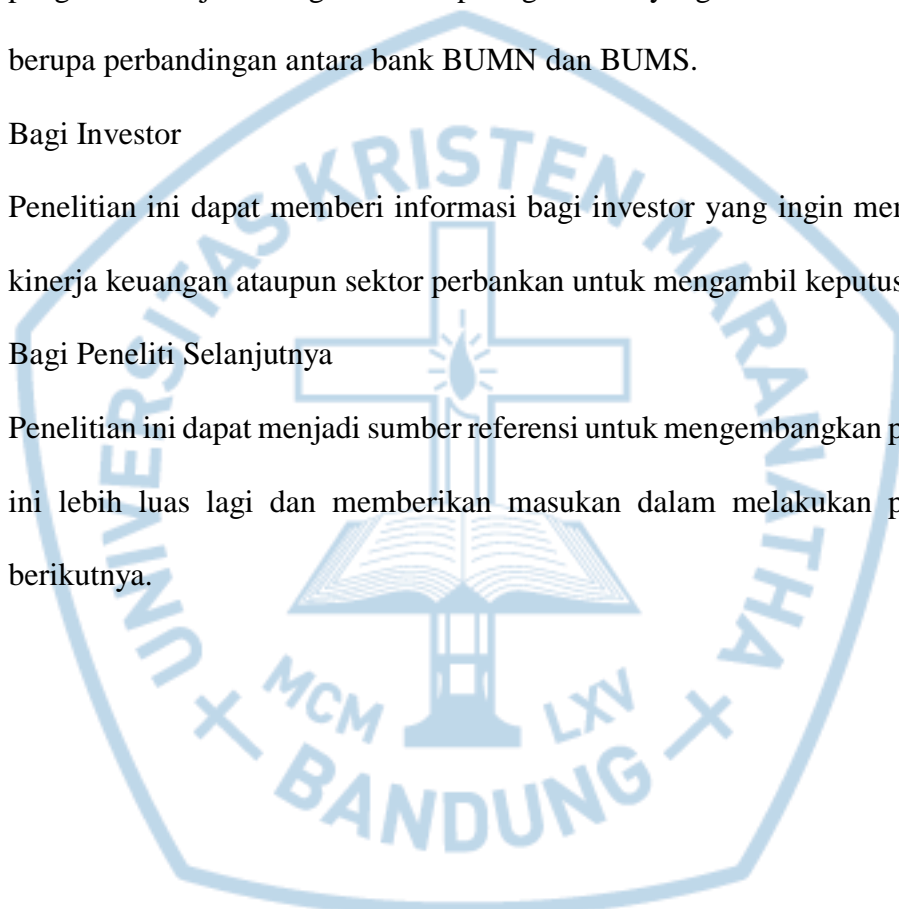 berupa perbandingan antara bank BUMN dan BUMS.
Bagi Investor
Penelitian ini dapat memberi informasi bagi investor yang ingin
kinerja keuangan ataupun sektor perbankan untuk mengambil
Bagi Peneliti Selanjutnya
Penelitian ini dapat menjadi sumber referensi untuk mengembangkan
ini lebih luas lagi dan memberikan masukan dalam melakukan
berikutnya.
UNIVERSITAS KRISTEN MARANATHA
MCM LXV
BANDUNG